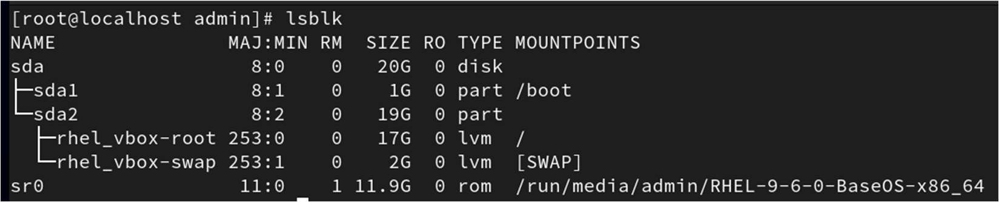 [root@localhost admin]# lsblk
NAME               MAJ:MIN RM   SIZE RO TYPE MOUNTPOINTS
sda                  8:0    0    20G  0 disk
├─sda1               8:1    0     1G  0 part /boot
└─sda2               8:2    0    19G  0 part
  ├─rhel_vbox-root 253:0    0    17G  0 lvm  /
  └─rhel_vbox-swap 253:1    0     2G  0 lvm  [SWAP]
sr0                 11:0    1 11.9G  0 rom  /run/media/admin/RHEL-9-6-0-BaseOS-x86_64